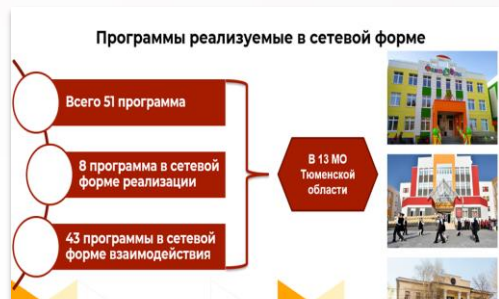 Программы реализуемые в сетевой форме
Всего 51 программа
8 программа в сетевой
форме реализации
43 программы в сетевой
форме взаимодействия
В 13 МО
Тюменской
области